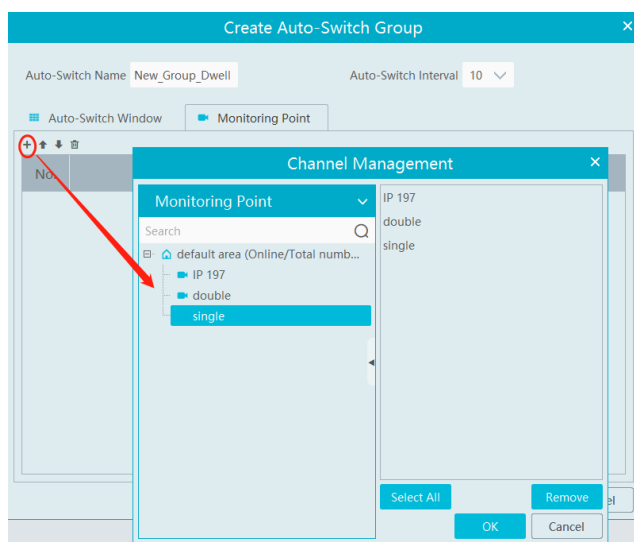 Create Auto-Switch Group
Auto-Switch Name New_Group_Dwell Auto-Switch Interval 10
Auto-Switch Window Monitoring Point
No.
Channel Management
Monitoring Point
Search
default area (Online/Total numb...
IP 197
double
single
IP 197
double
single
Select All Remove
OK Cancel
el